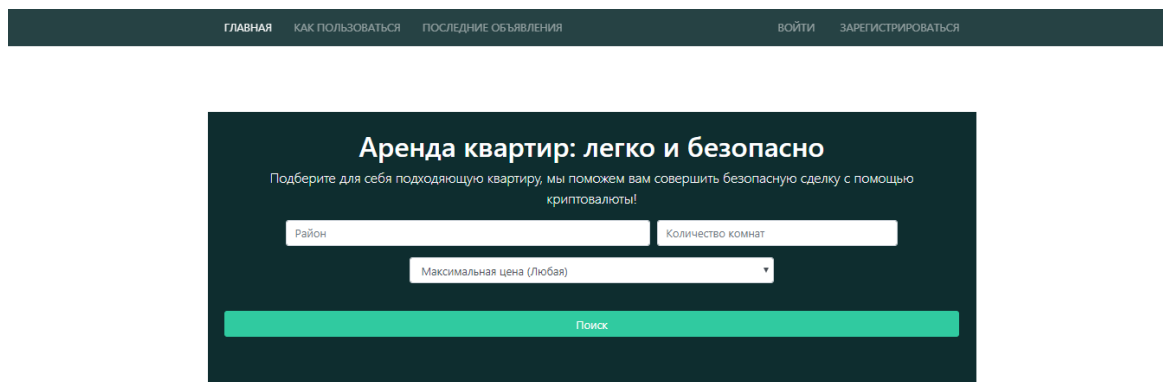 ГЛАВНАЯ КАК ПОЛЬЗОВАТЬСЯ ПОСЛЕДНИЕ ОБЪЯВЛЕНИЯ ВОЙТИ ЗАРЕГИСТРИРОВАТЬСЯ
Аренда квартир: легко и безопасно
Подберите для себя подходящую квартиру, мы поможем вам совершить безопасную сделку с помощью
криптовалюты!
Район Количество комнат
Максимальная цена (Любая)
Поиск